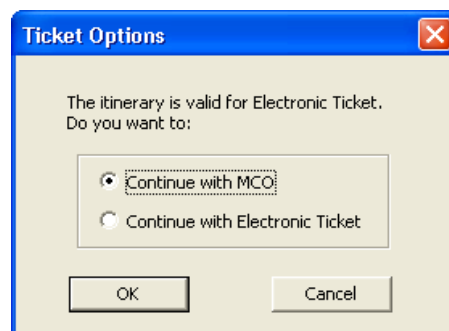 Ticket Options
The itinerary is valid for Electronic Ticket.
Do you want to:
Continue with MCO
Continue with Electronic Ticket
OK
Cancel